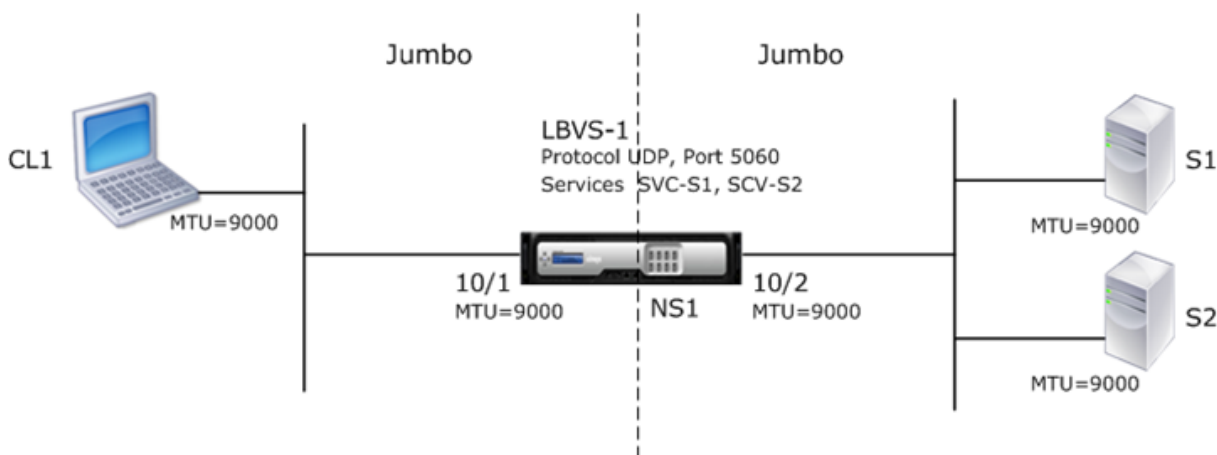 Jumbo
Jumbo
LBVS-1
Protocol UDP, Port 5060
Services SVC-S1, SCV-S2
CL1
MTU=9000
10/1
MTU=9000
NS1
10/2
MTU=9000
S1
MTU=9000
S2
MTU=9000